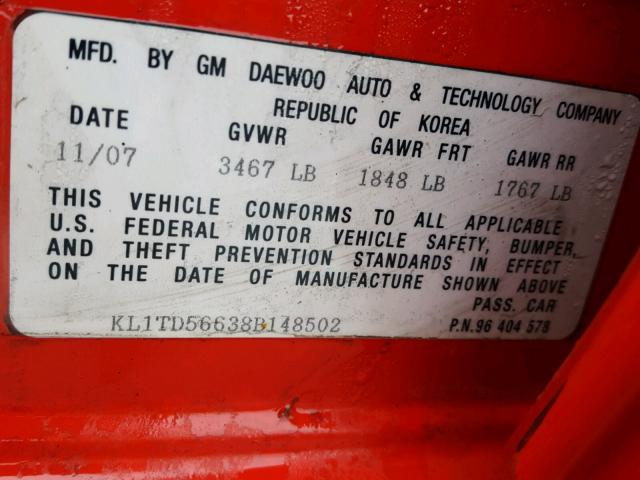 MFD. BY GM DAEWOO AUTO & TECHNOLOGY COMPANY
REPUBLIC OF KOREA
DATE GVWR GAWR FRT GAWR RR
11/07 3467 LB 1848 LB 1767 LB
THIS VEHICLE CONFORMS TO ALL APPLICABLE
U.S. FEDERAL MOTOR VEHICLE SAFETY, BUMPER,
AND THEFT PREVENTION STANDARDS IN EFFECT
ON THE DATE OF MANUFACTURE SHOWN ABOVE
PASS. CAR
KL1TD56638B148502 P.N.96 404 578